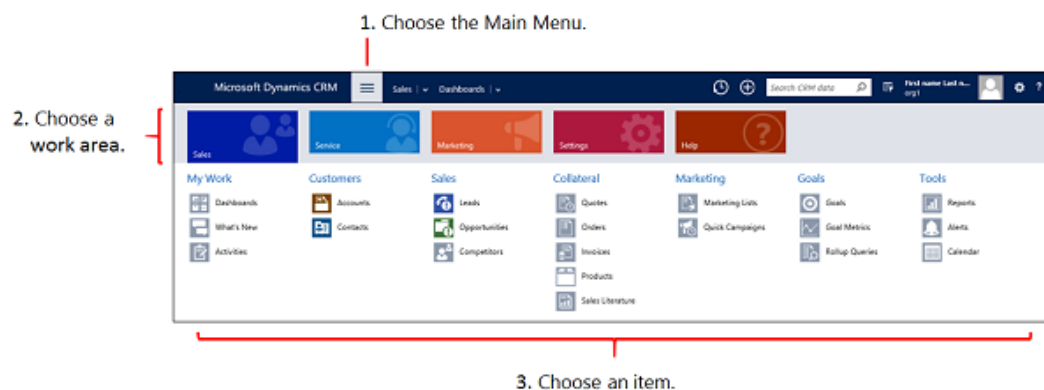 1. Choose the Main Menu.
Microsoft Dynamics CRM Sales Dashboards Search CRM data First name Last n...
org1
?
2. Choose a
work area.
Sales Service Marketing Settings Help
?
My Work Customers Sales Collateral Marketing Goals Tools
Dashboards Accounts Leads Quotes Marketing Lists Goals Reports
What's New Contacts Opportunities Orders Quick Campaigns Goal Metrics Alerts
Activities Competitors Invoices Rollup Queries Calendar
Products
Sales Literature
3. Choose an item.